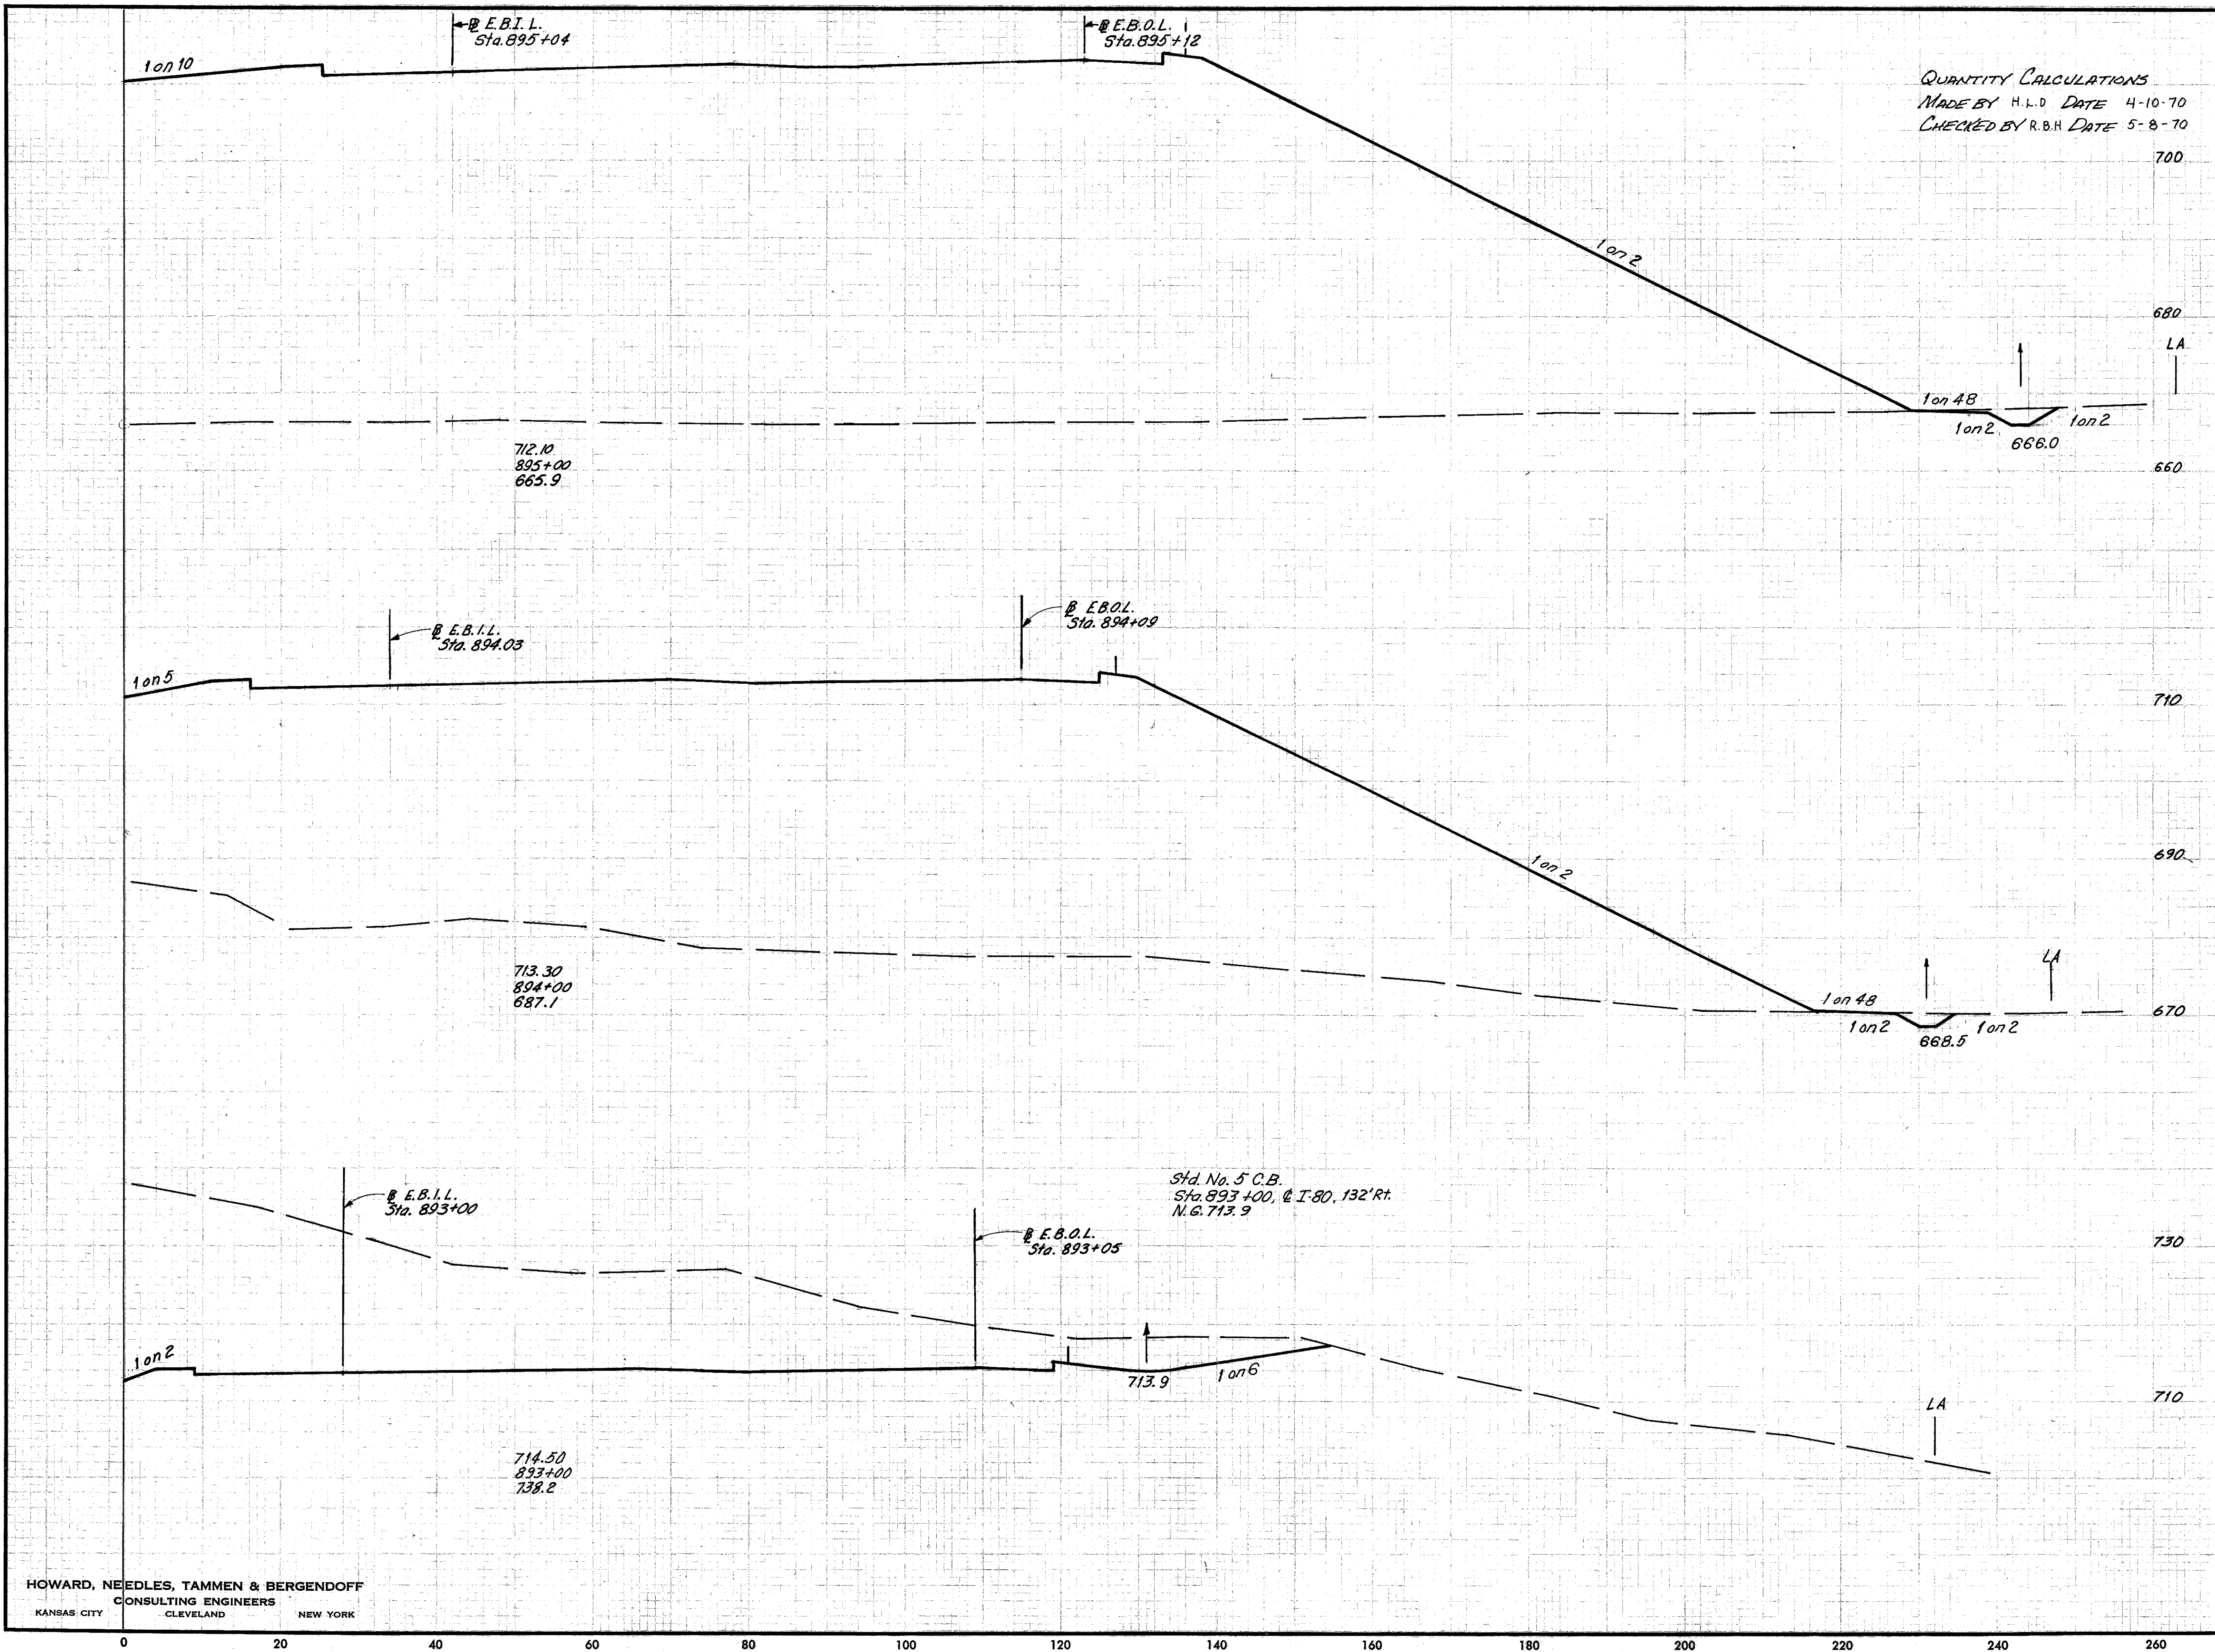 ℄ E.B.I.L.
Sta. 895+04
℄ E.B.O.L.
Sta. 895+12
1 on 10
QUANTITY CALCULATIONS
MADE BY H.L.D DATE 4-10-70
CHECKED BY R.B.H DATE 5-8-70
700
1 on 2
680
LA
1 on 48
1 on 2
1 on 2
666.0
660
712.10
895+00
665.9
℄ E.B.I.L.
Sta. 894.03
℄ E.B.O.L.
Sta. 894+09
1 on 5
710
690
1 on 2
713.30
894+00
687.1
LA
1 on 48
670
1 on 2
1 on 2
668.5
℄ E.B.I.L.
Sta. 893+00
Std. No. 5 C.B.
Sta. 893+00, ℄ I-80, 132' Rt.
N.G. 713.9
℄ E.B.O.L.
Sta. 893+05
730
1 on 2
713.9
1 on 6
710
LA
714.50
893+00
738.2
HOWARD, NEEDLES, TAMMEN & BERGENDOFF
CONSULTING ENGINEERS
KANSAS CITY CLEVELAND NEW YORK
0 20 40 60 80 100 120 140 160 180 200 220 240 260